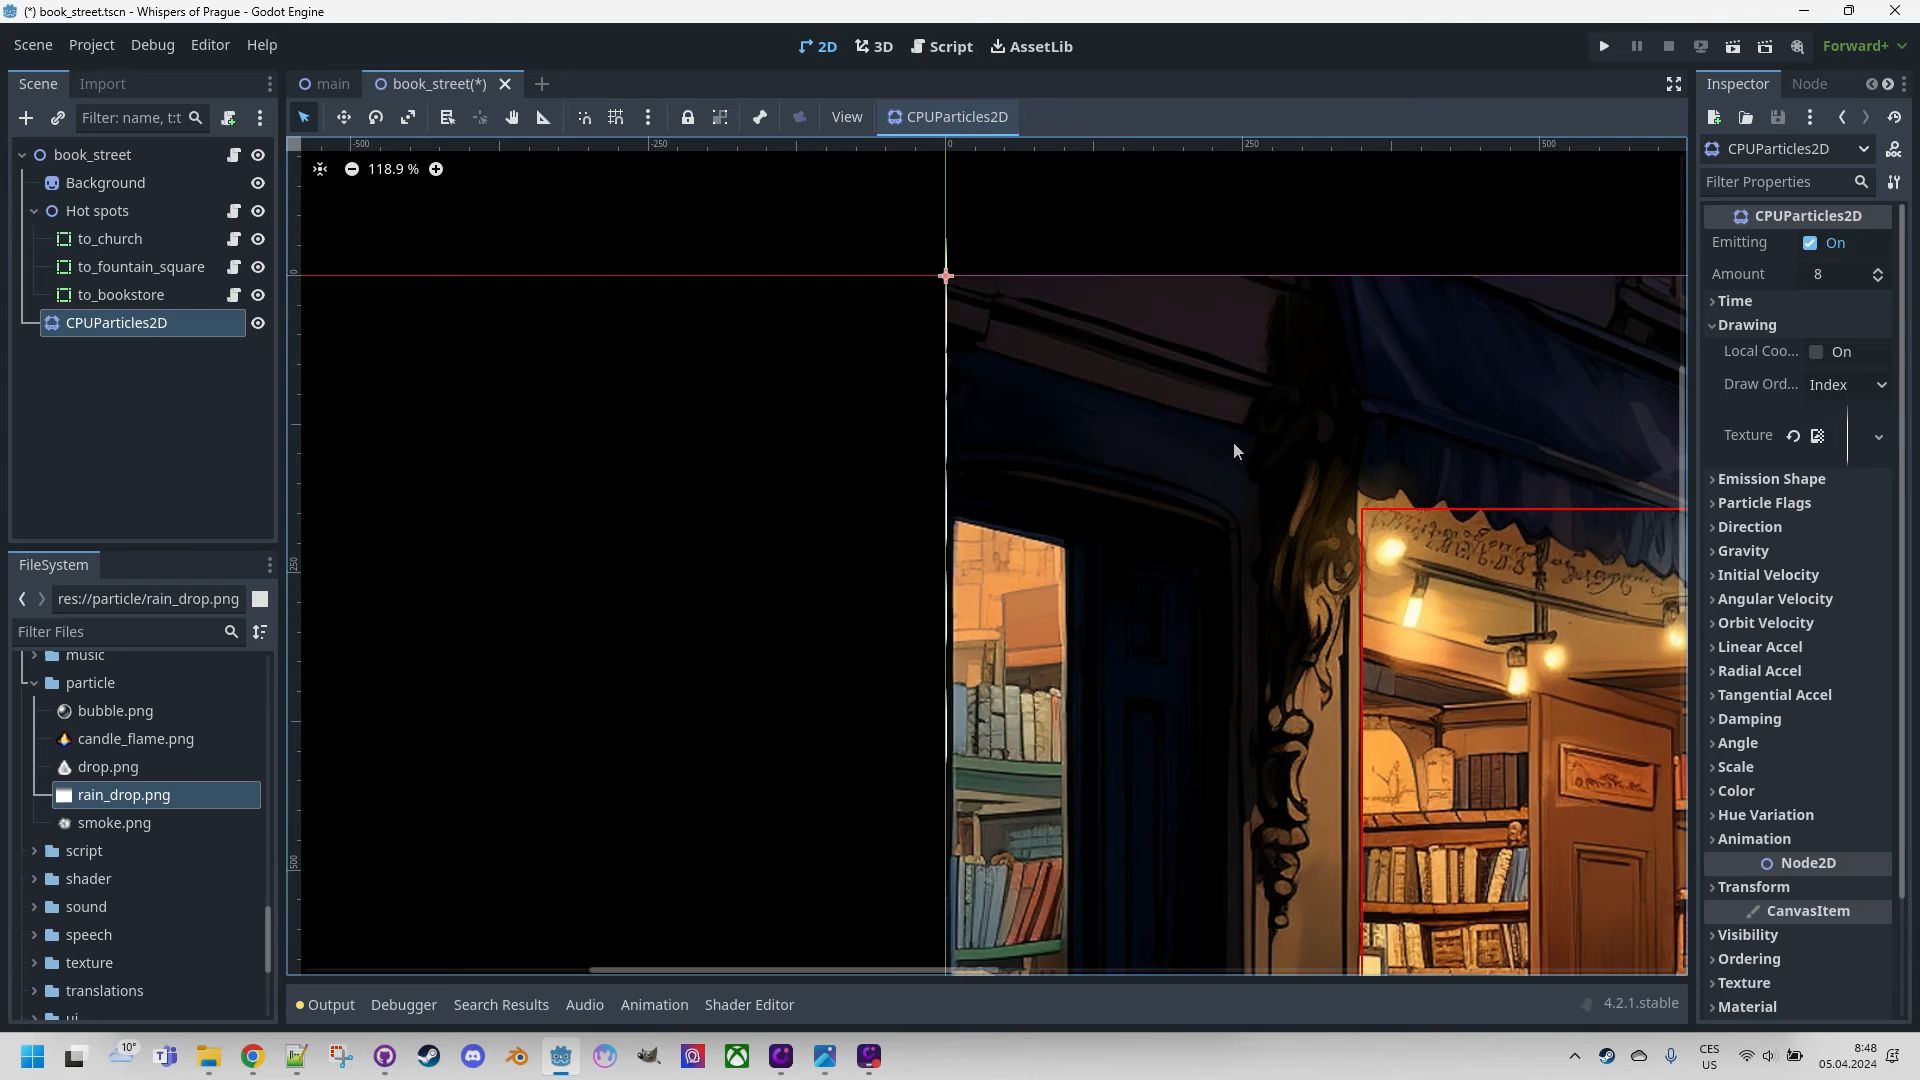 (*) book_street.tscn - Whispers of Prague - Godot Engine
Scene Project Debug Editor Help
2D 3D Script AssetLib
Forward+
Scene Import
main book_street(*)
Inspector Node
Filter: name, t:t
View CPUParticles2D
-500 -250 0 250 500
118.9 %
0
250
500
book_street
Background
Hot spots
to_church
to_fountain_square
to_bookstore
CPUParticles2D
FileSystem
res://particle/rain_drop.png
Filter Files
music
particle
bubble.png
candle_flame.png
drop.png
rain_drop.png
smoke.png
script
shader
sound
speech
texture
translations
ui
Output Debugger Search Results Audio Animation Shader Editor
4.2.1.stable
CPUParticles2D
Filter Properties
CPUParticles2D
Emitting On
Amount 8
Time
Drawing
Local Coo... On
Draw Ord... Index
Texture
Emission Shape
Particle Flags
Direction
Gravity
Initial Velocity
Angular Velocity
Orbit Velocity
Linear Accel
Radial Accel
Tangential Accel
Damping
Angle
Scale
Color
Hue Variation
Animation
Node2D
Transform
CanvasItem
Visibility
Ordering
Texture
Material
10°
CES
US
8:48
05.04.2024